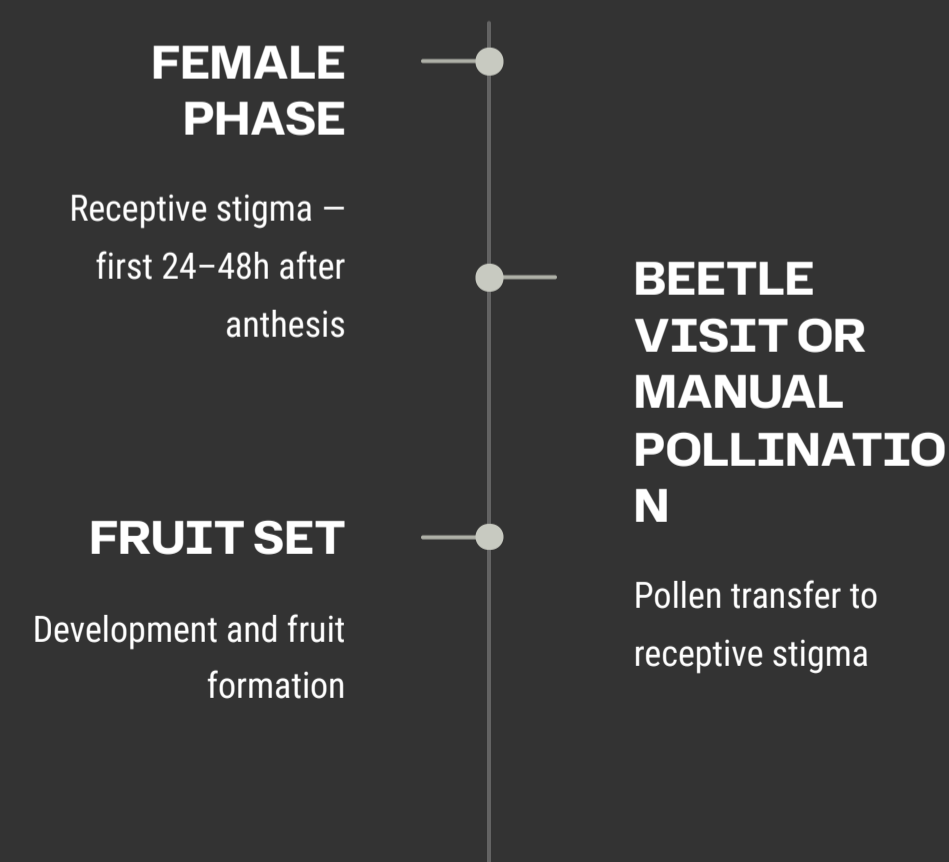 FEMALE
PHASE
Receptive stigma —
first 24–48h after
anthesis
BEETLE
VISIT OR
MANUAL
POLLINATIO
N
Pollen transfer to
receptive stigma
FRUIT SET
Development and fruit
formation